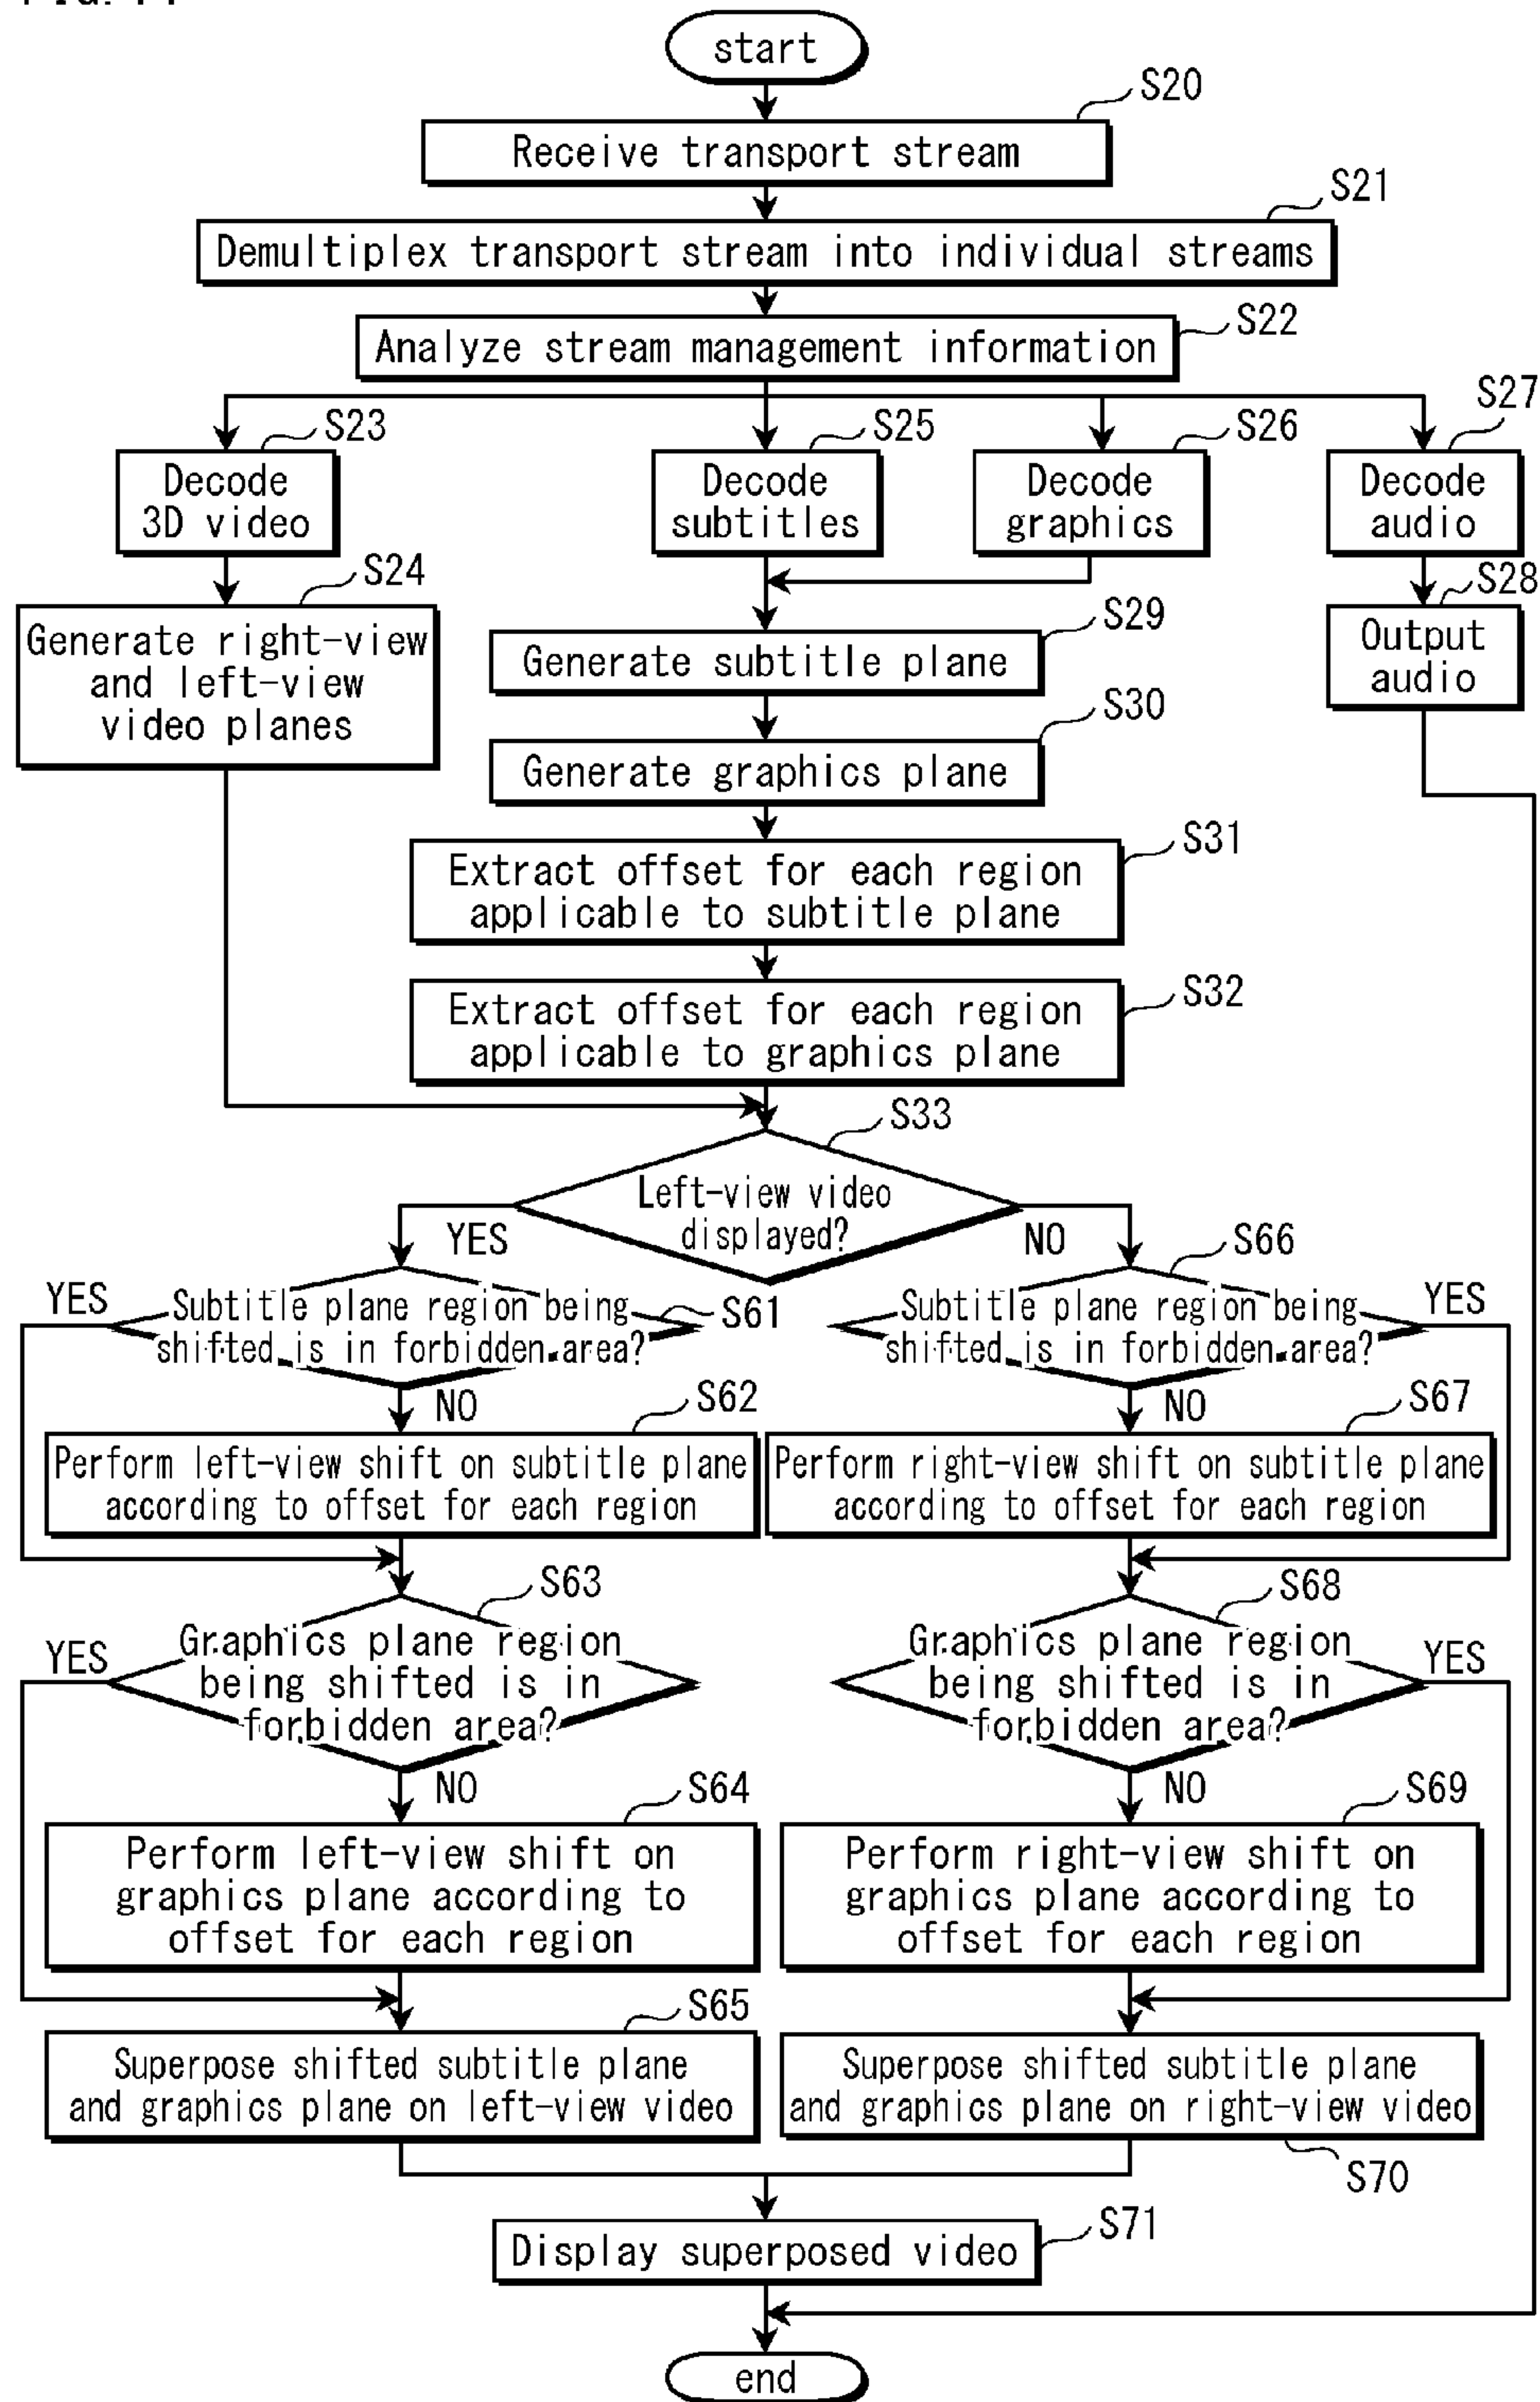 start
S20
Receive transport stream
S21
Demultiplex transport stream into individual streams
S22
Analyze stream management information
S23
Decode
3D video
S25
Decode
subtitles
S26
Decode
graphics
S27
Decode
audio
S24
Generate right-view
and left-view
video planes
S28
Output
audio
S29
Generate subtitle plane
S30
Generate graphics plane
S31
Extract offset for each region
applicable to subtitle plane
S32
Extract offset for each region
applicable to graphics plane
S33
Left-view video
displayed?
YES
NO
YES
Subtitle plane region being
shifted is in forbidden area?
S61
S66
Subtitle plane region being
shifted is in forbidden area?
YES
NO
S62
Perform left-view shift on subtitle plane
according to offset for each region
NO
S67
Perform right-view shift on subtitle plane
according to offset for each region
S63
YES
Graphics plane region
being shifted is in
forbidden area?
S68
Graphics plane region
being shifted is in
forbidden area?
YES
NO
S64
Perform left-view shift on
graphics plane according to
offset for each region
NO
S69
Perform right-view shift on
graphics plane according to
offset for each region
S65
Superpose shifted subtitle plane
and graphics plane on left-view video
Superpose shifted subtitle plane
and graphics plane on right-view video
S70
S71
Display superposed video
end